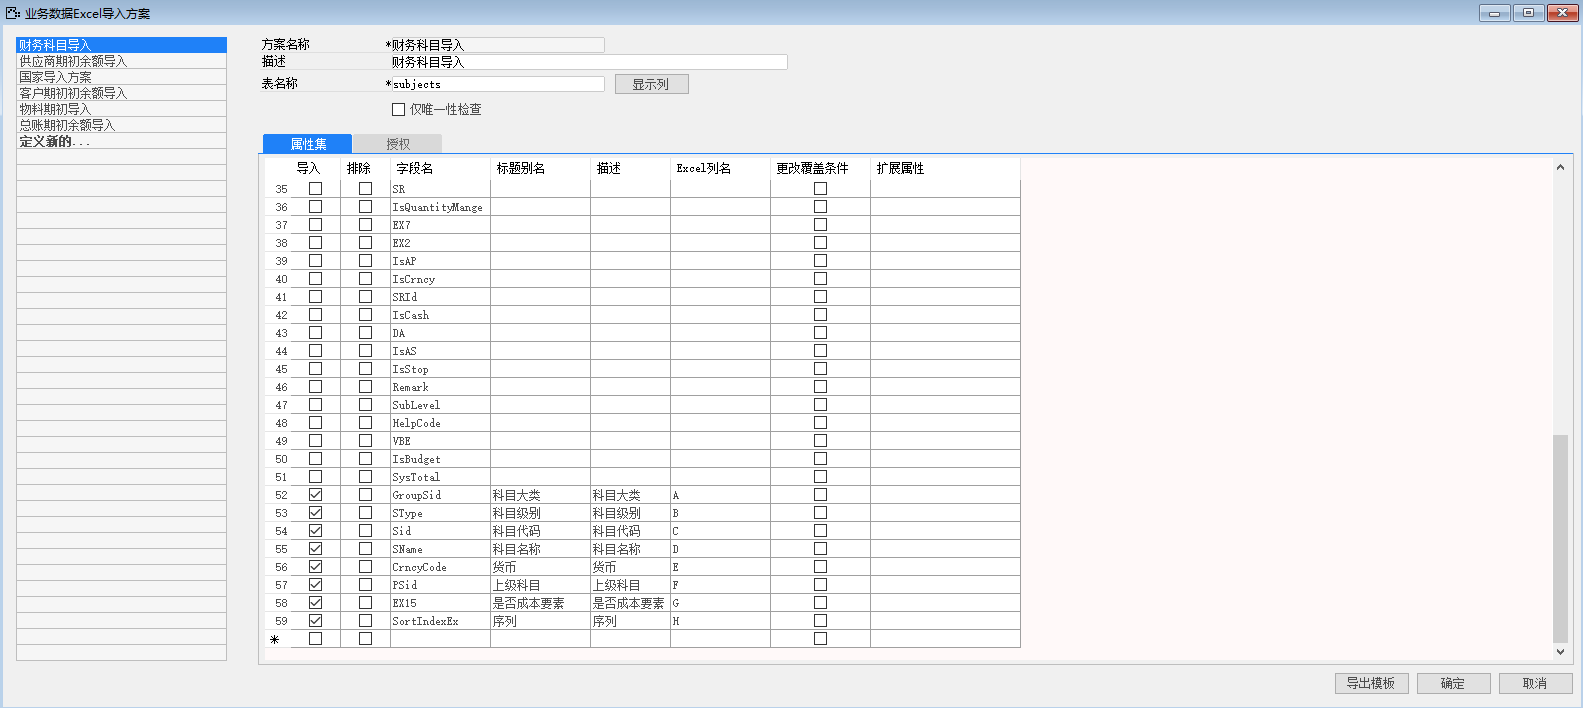 业务数据Excel导入方案
财务科目导入
供应商期初余额导入
国家导入方案
客户期初初余额导入
物料期初导入
总账期初余额导入
定义新的...
方案名称 *财务科目导入
描述 财务科目导入
表名称 *subjects 显示列
仅唯一性检查
属性集 授权
导入 排除 字段名 标题别名 描述 Excel列名 更改覆盖条件 扩展属性
35 SR
36 IsQuantityMange
37 EX7
38 EX2
39 IsAP
40 IsCrncy
41 SRId
42 IsCash
43 DA
44 IsAS
45 IsStop
46 Remark
47 SubLevel
48 HelpCode
49 VBE
50 IsBudget
51 SysTotal
52 GroupSid 科目大类 科目大类 A
53 SType 科目级别 科目级别 B
54 Sid 科目代码 科目代码 C
55 SName 科目名称 科目名称 D
56 CrncyCode 货币 货币 E
57 PSid 上级科目 上级科目 F
58 EX15 是否成本要素 是否成本要素 G
59 SortIndexEx 序列 序列 H
*
导出模板 确定 取消